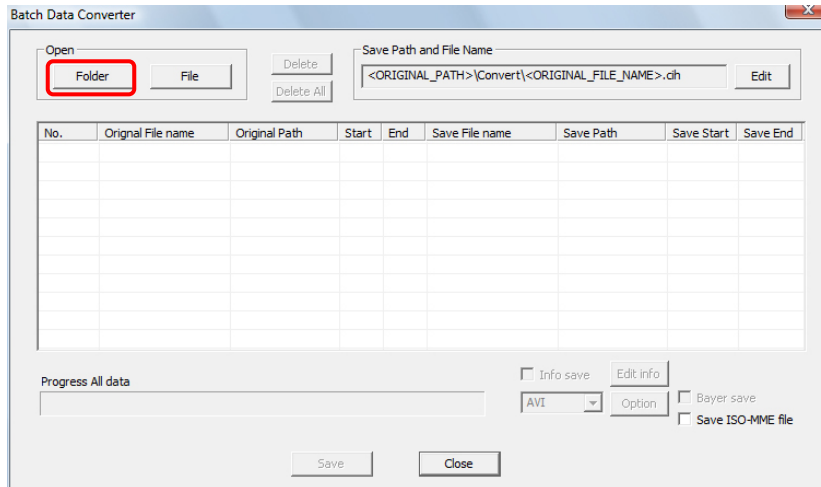 Batch Data Converter
Open
Folder File
Delete
Delete All
Save Path and File Name
<ORIGINAL_PATH>\Convert\<ORIGINAL_FILE_NAME>.cih Edit
No. Orignal File name Original Path Start End Save File name Save Path Save Start Save End
Progress All data
Info save Edit info
AVI Option
Bayer save
Save ISO-MME file
Save Close